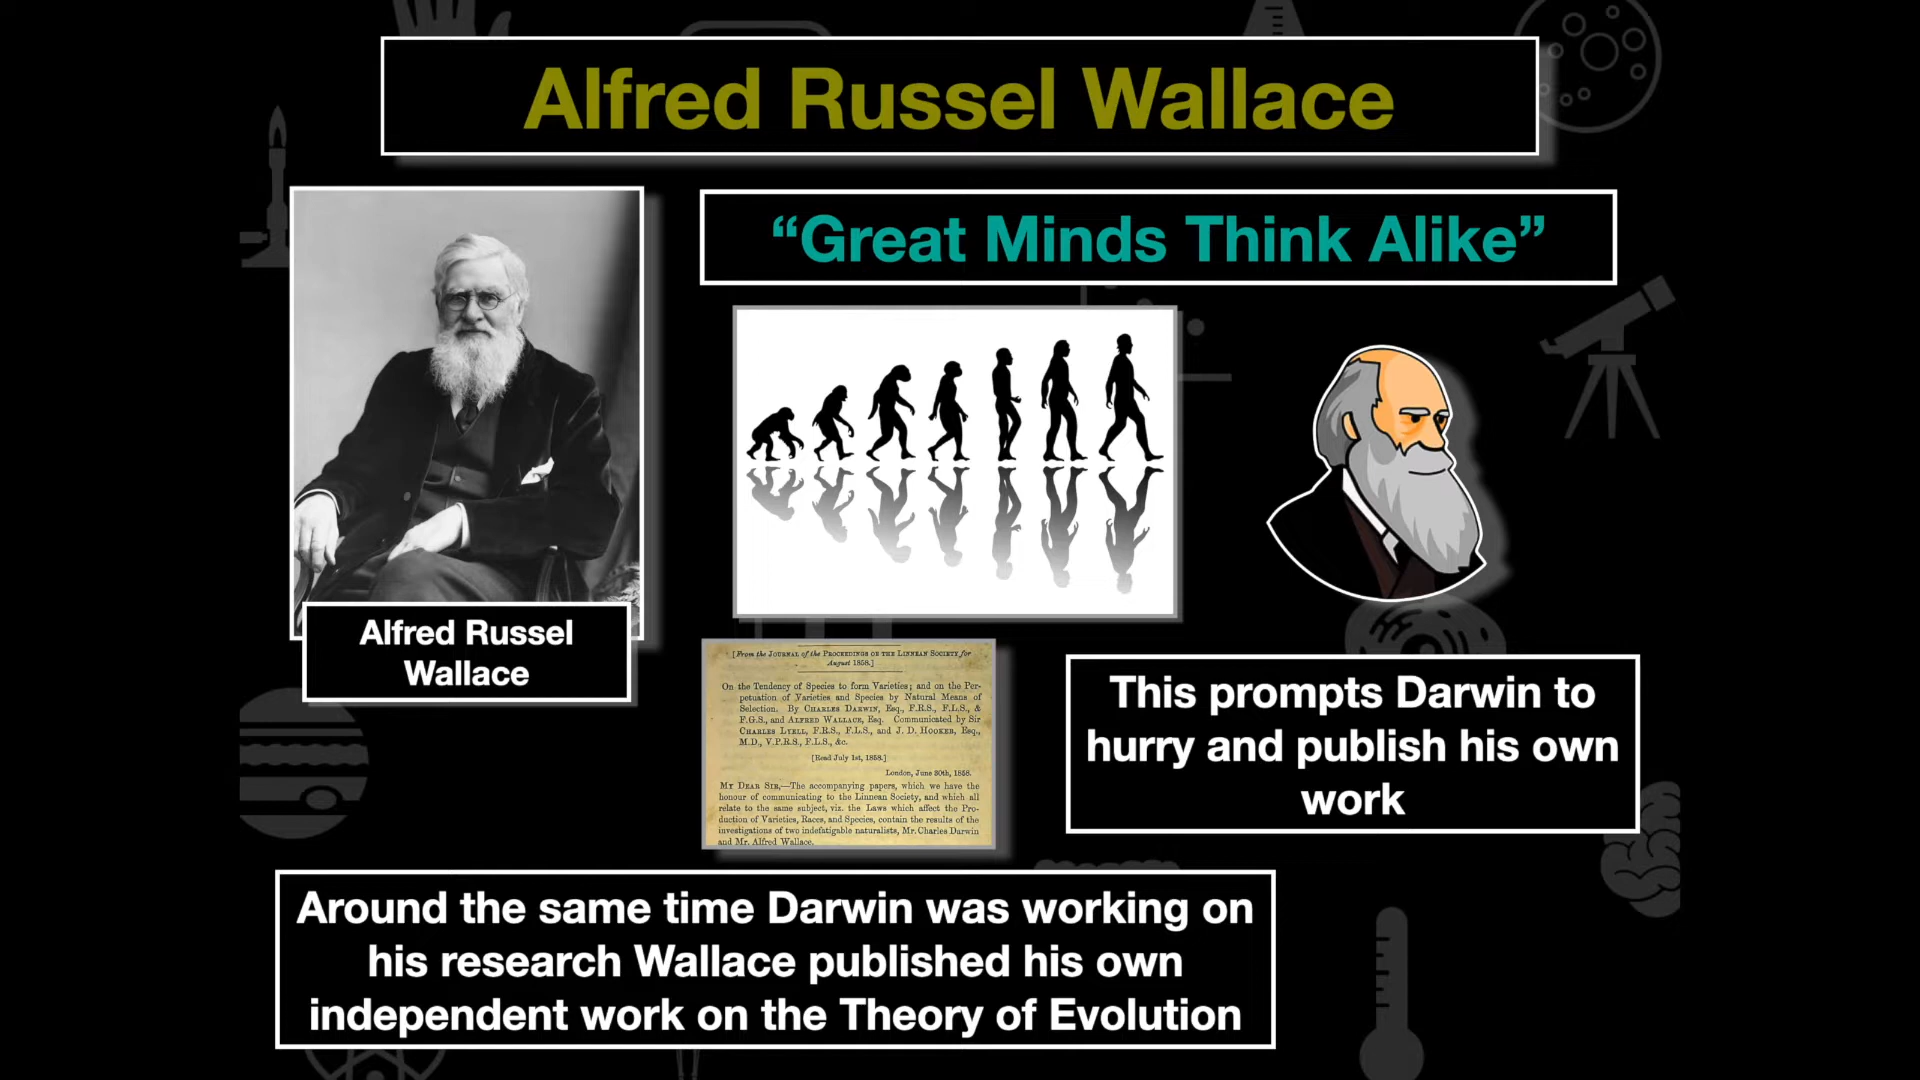 Alfred Russel Wallace
“Great Minds Think Alike”
Alfred Russel
Wallace
[From the JOURNAL of the PROCEEDINGS OF THE LINNEAN SOCIETY for
August 1858.]
On the Tendency of Species to form Varieties; and on the Per-
petuation of Varieties and Species by Natural Means of
Selection. By CHARLES DARWIN, Esq., F.R.S., F.L.S., &
F.G.S., and ALFRED WALLACE, Esq. Communicated by Sir
CHARLES LYELL, F.R.S., F.L.S., and J. D. HOOKER, Esq.,
M.D., V.P.R.S., F.L.S., &c.
[Read July 1st, 1858.]
London, June 30th, 1858.
MY DEAR SIR,—The accompanying papers, which we have the
honour of communicating to the Linnean Society, and which all
relate to the same subject, viz. the Laws which affect the Pro-
duction of Varieties, Races, and Species, contain the results of the
investigations of two indefatigable naturalists, Mr. Charles Darwin
and Mr. Alfred Wallace.
This prompts Darwin to
hurry and publish his own
work
Around the same time Darwin was working on
his research Wallace published his own
independent work on the Theory of Evolution